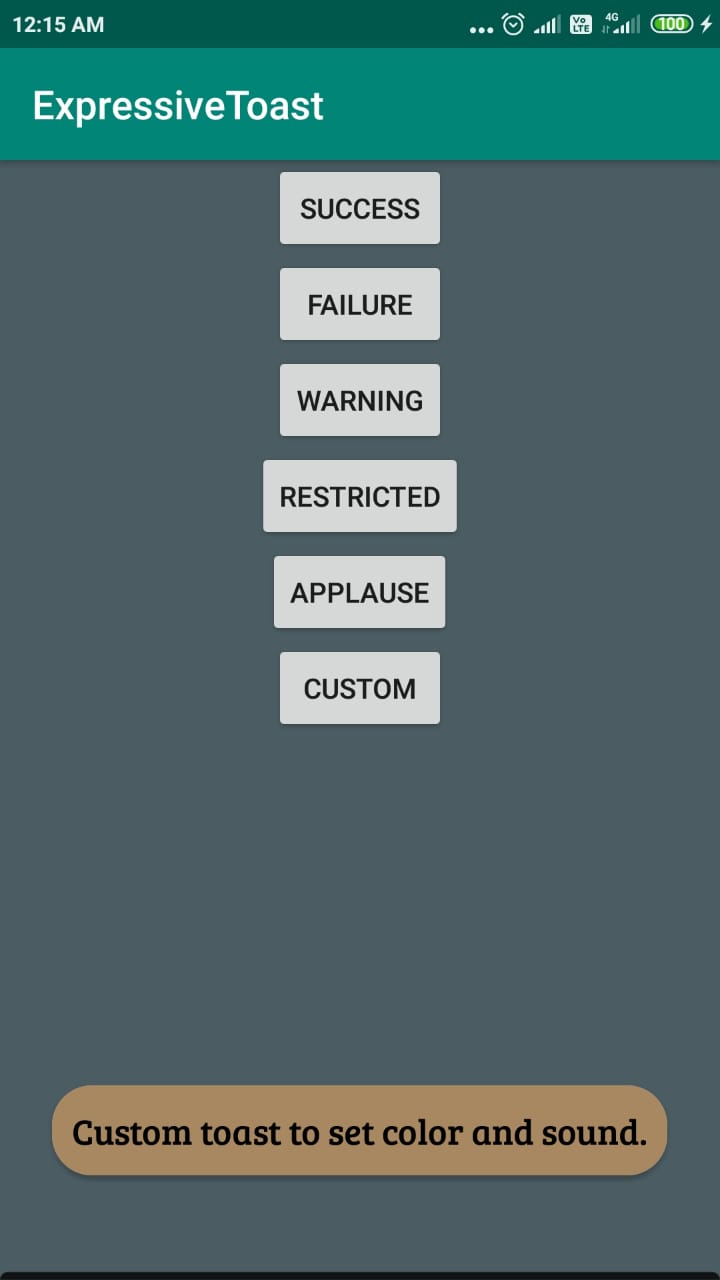 12:15 AM
Vo LTE
4G
100
ExpressiveToast
SUCCESS
FAILURE
WARNING
RESTRICTED
APPLAUSE
CUSTOM
Custom toast to set color and sound.